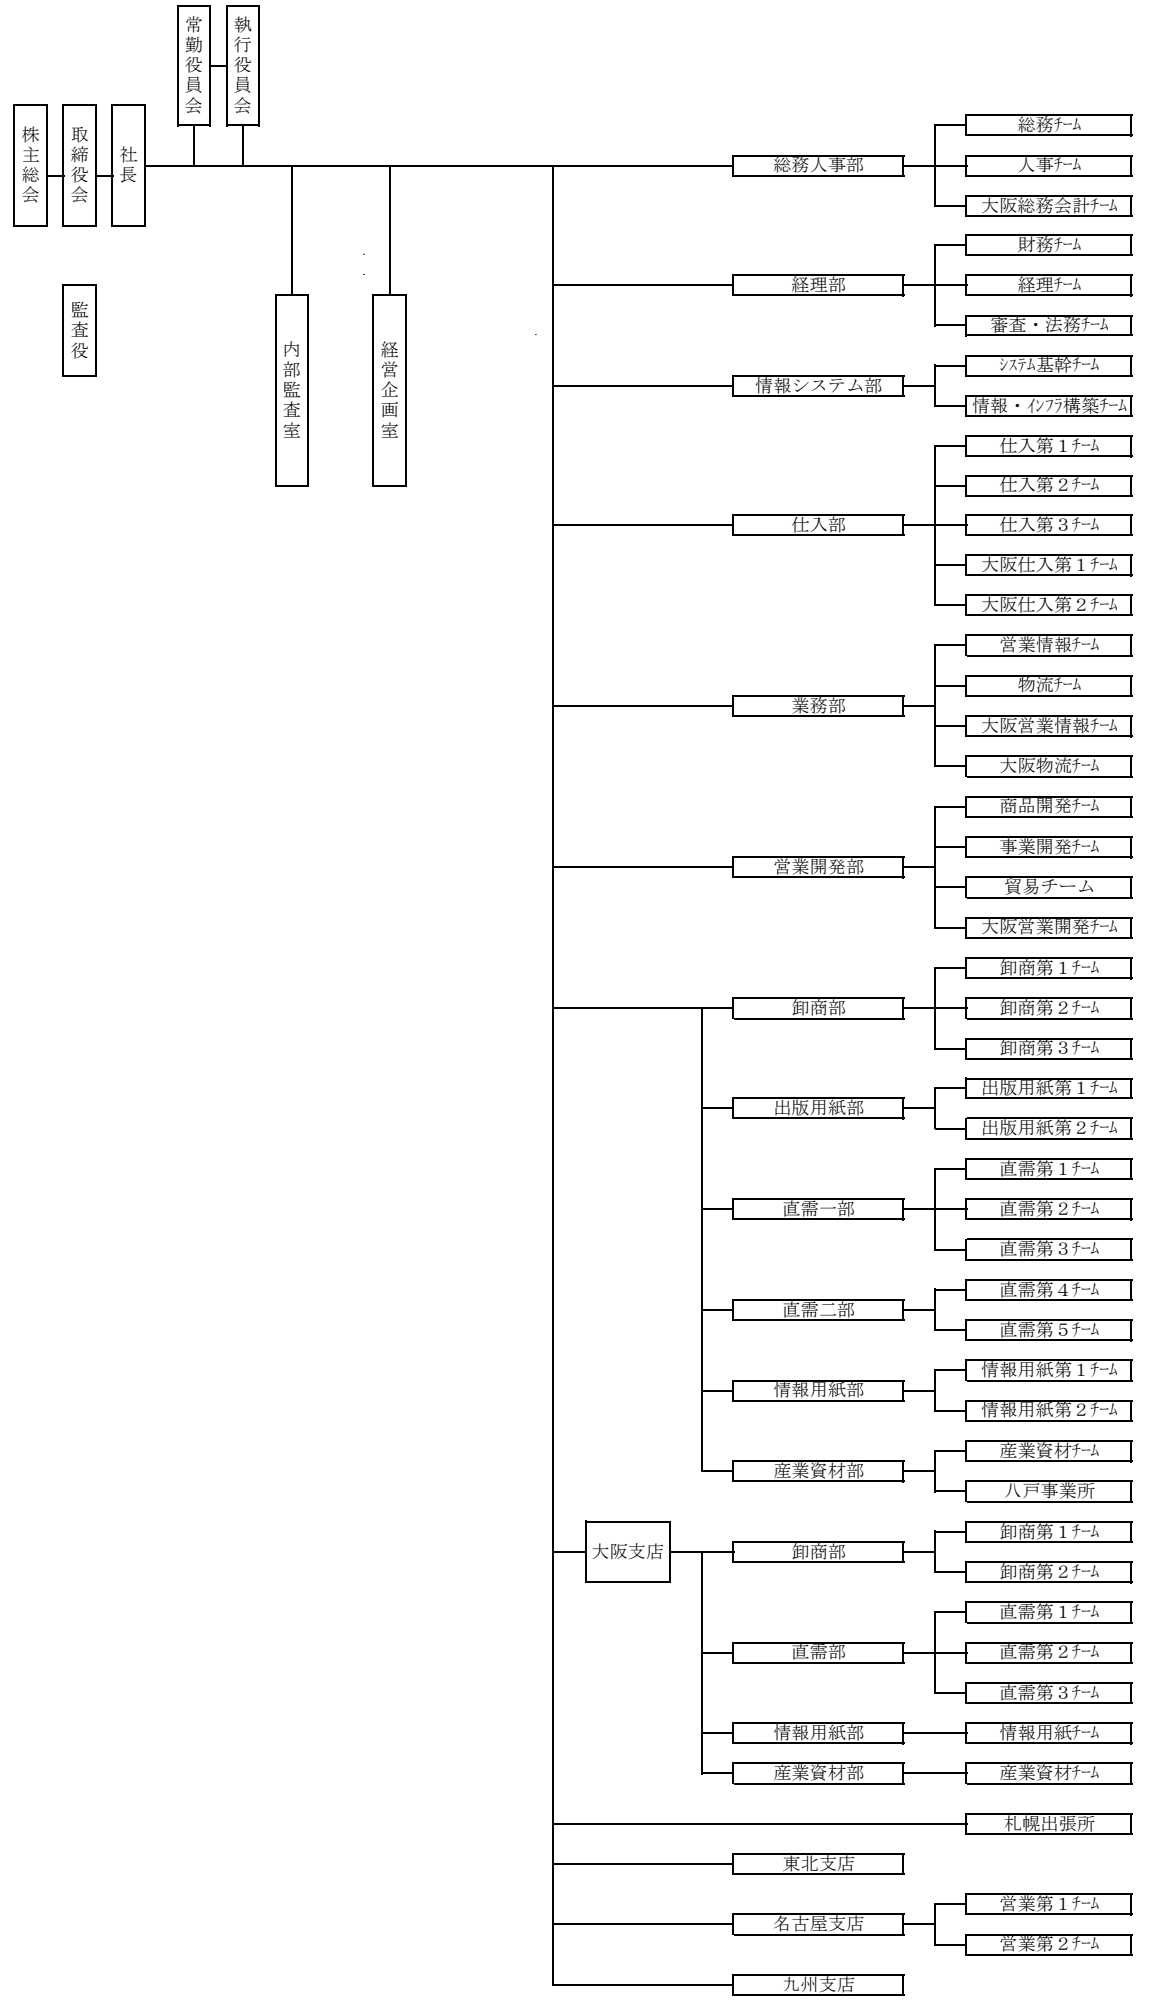 常勤役員会
執行役員会
株主総会
取締役会
社長
監査役
内部監査室
経営企画室
総務人事部
総務ﾁｰﾑ
人事ﾁｰﾑ
大阪総務会計ﾁｰﾑ
経理部
財務ﾁｰﾑ
経理ﾁｰﾑ
審査・法務ﾁｰﾑ
情報システム部
ｼｽﾃﾑ基幹ﾁｰﾑ
情報・ｲﾝﾌﾗ構築ﾁｰﾑ
仕入部
仕入第１ﾁｰﾑ
仕入第２ﾁｰﾑ
仕入第３ﾁｰﾑ
大阪仕入第１ﾁｰﾑ
大阪仕入第２ﾁｰﾑ
業務部
営業情報ﾁｰﾑ
物流ﾁｰﾑ
大阪営業情報ﾁｰﾑ
大阪物流ﾁｰﾑ
営業開発部
商品開発ﾁｰﾑ
事業開発ﾁｰﾑ
貿易チーム
大阪営業開発ﾁｰﾑ
卸商部
卸商第１ﾁｰﾑ
卸商第２ﾁｰﾑ
卸商第３ﾁｰﾑ
出版用紙部
出版用紙第１ﾁｰﾑ
出版用紙第２ﾁｰﾑ
直需一部
直需第１ﾁｰﾑ
直需第２ﾁｰﾑ
直需第３ﾁｰﾑ
直需二部
直需第４ﾁｰﾑ
直需第５ﾁｰﾑ
情報用紙部
情報用紙第１ﾁｰﾑ
情報用紙第２ﾁｰﾑ
産業資材部
産業資材ﾁｰﾑ
八戸事業所
大阪支店
卸商部
卸商第１ﾁｰﾑ
卸商第２ﾁｰﾑ
直需部
直需第１ﾁｰﾑ
直需第２ﾁｰﾑ
直需第３ﾁｰﾑ
情報用紙部
情報用紙ﾁｰﾑ
産業資材部
産業資材ﾁｰﾑ
札幌出張所
東北支店
名古屋支店
営業第１ﾁｰﾑ
営業第２ﾁｰﾑ
九州支店